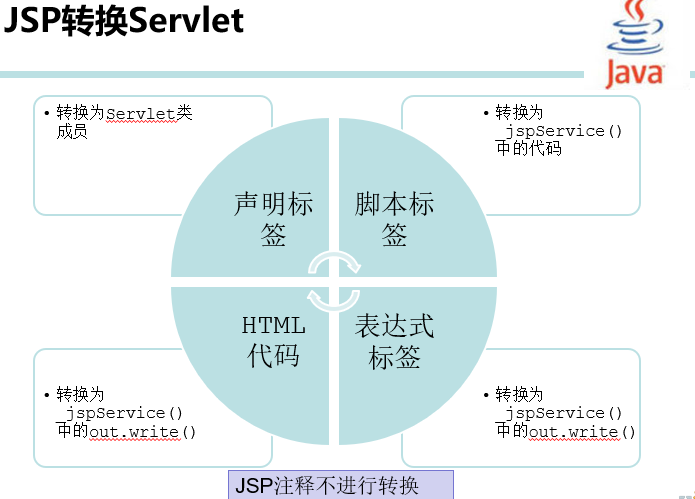 JSP转换Servlet
Java
• 转换为Servlet类
成员
• 转换为
_jspService()
中的代码
声明标
签
脚本标
签
HTML
代码
表达式
标签
• 转换为
_jspService()
中的out.write()
• 转换为
_jspService()
中的out.write()
JSP注释不进行转换